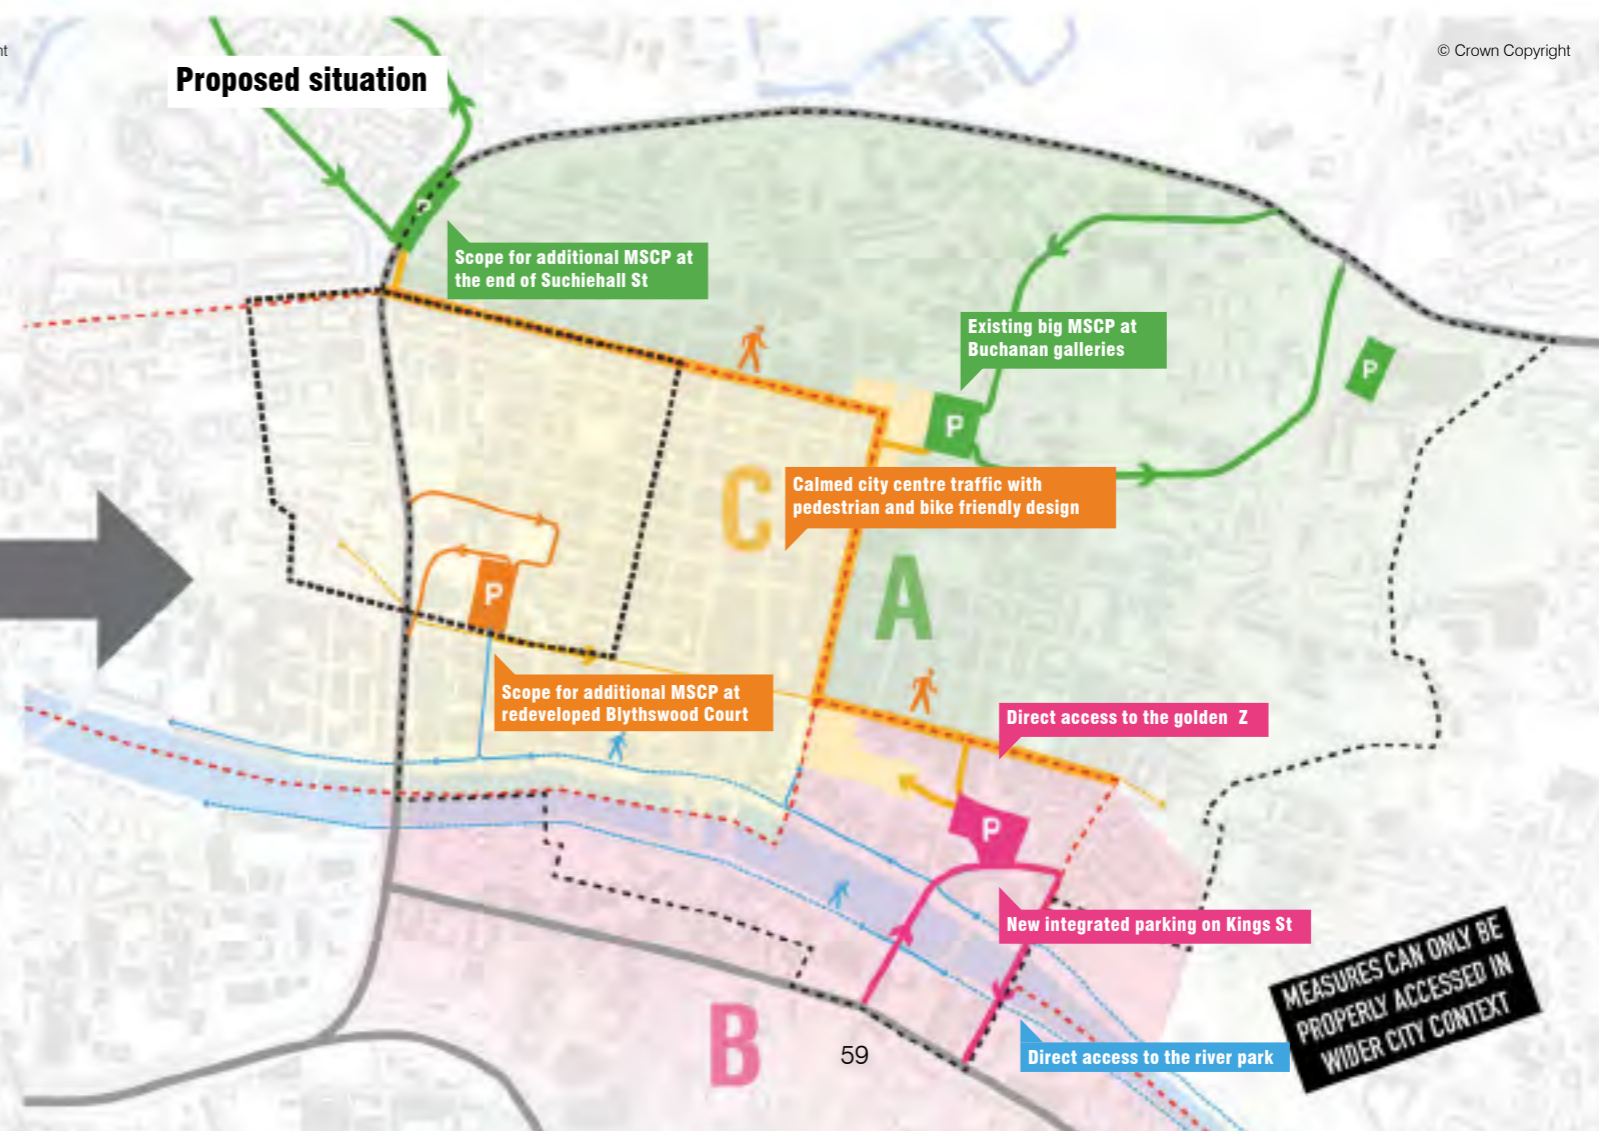 ht
© Crown Copyright
Proposed situation
P
Scope for additional MSCP at
the end of Suchiehall St
Existing big MSCP at
Buchanan galleries
P
P
C
Calmed city centre traffic with
pedestrian and bike friendly design
A
P
Scope for additional MSCP at
redeveloped Blythswood Court
Direct access to the golden Z
P
New integrated parking on Kings St
MEASURES CAN ONLY BE
PROPERLY ACCESSED IN
WIDER CITY CONTEXT
B
59
Direct access to the river park